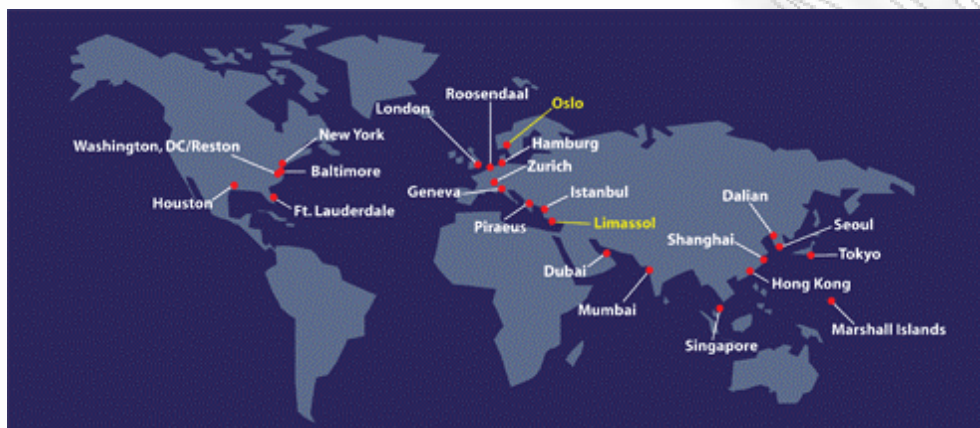 Roosendaal
London
Oslo
New York
Hamburg
Washington, DC/Reston
Zurich
Baltimore
Geneva
Istanbul
Dalian
Houston
Ft. Lauderdale
Piraeus
Limassol
Seoul
Shanghai
Tokyo
Dubai
Hong Kong
Mumbai
Marshall Islands
Singapore